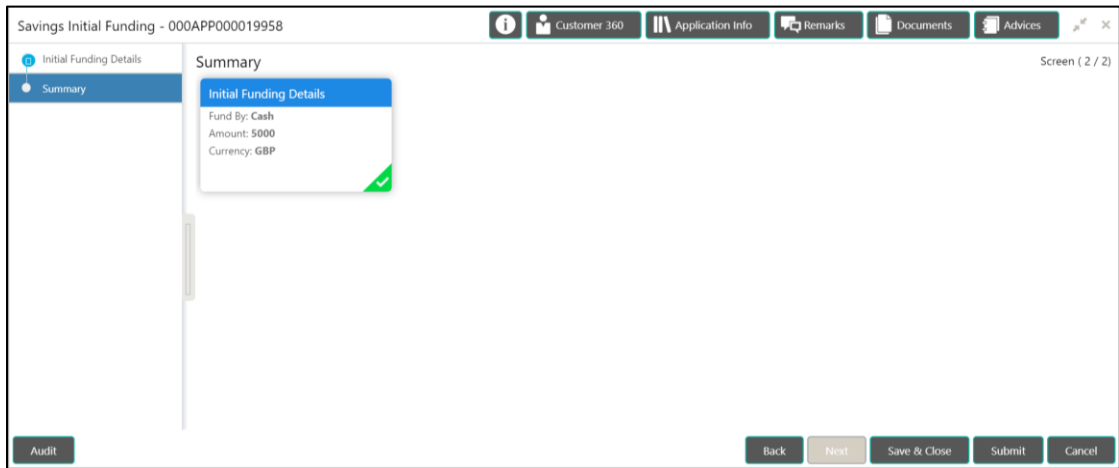 Savings Initial Funding - 000APP000019958
Customer 360
Application Info
Remarks
Documents
Advices
Initial Funding Details
Summary
Summary
Screen ( 2 / 2)
Initial Funding Details
Fund By: Cash
Amount: 5000
Currency: GBP
Audit
Back
Next
Save & Close
Submit
Cancel